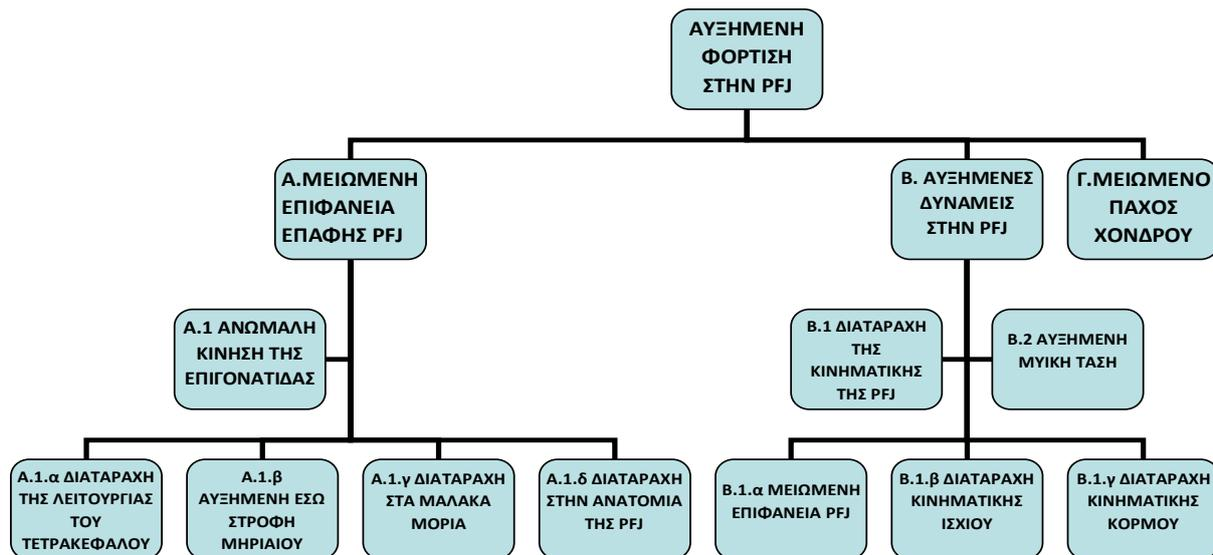 ΑΥΞΗΜΕΝΗ
ΦΟΡΤΙΣΗ
ΣΤΗΝ PFJ
Α.ΜΕΙΩΜΕΝΗ
ΕΠΙΦΑΝΕΙΑ
ΕΠΑΦΗΣ PFJ
Β. ΑΥΞΗΜΕΝΕΣ
ΔΥΝΑΜΕΙΣ
ΣΤΗΝ PFJ
Γ.ΜΕΙΩΜΕΝΟ
ΠΑΧΟΣ
ΧΟΝΔΡΟΥ
Α.1 ΑΝΩΜΑΛΗ
ΚΙΝΗΣΗ ΤΗΣ
ΕΠΙΓΟΝΑΤΙΔΑΣ
Β.1 ΔΙΑΤΑΡΑΧΗ
ΤΗΣ
ΚΙΝΗΜΑΤΙΚΗΣ
ΤΗΣ PFJ
Β.2 ΑΥΞΗΜΕΝΗ
ΜΥΙΚΗ ΤΑΣΗ
Α.1.α ΔΙΑΤΑΡΑΧΗ
ΤΗΣ ΛΕΙΤΟΥΡΓΙΑΣ
ΤΟΥ
ΤΕΤΡΑΚΕΦΑΛΟΥ
Α.1.β
ΑΥΞΗΜΕΝΗ ΕΣΩ
ΣΤΡΟΦΗ
ΜΗΡΙΑΙΟΥ
Α.1.γ ΔΙΑΤΑΡΑΧΗ
ΣΤΑ ΜΑΛΑΚΑ
ΜΟΡΙΑ
Α.1.δ ΔΙΑΤΑΡΑΧΗ
ΣΤΗΝ ΑΝΑΤΟΜΙΑ
ΤΗΣ PFJ
Β.1.α ΜΕΙΩΜΕΝΗ
ΕΠΙΦΑΝΕΙΑ PFJ
Β.1.β ΔΙΑΤΑΡΑΧΗ
ΚΙΝΗΜΑΤΙΚΗΣ
ΙΣΧΙΟΥ
Β.1.γ ΔΙΑΤΑΡΑΧΗ
ΚΙΝΗΜΑΤΙΚΗΣ
ΚΟΡΜΟΥ